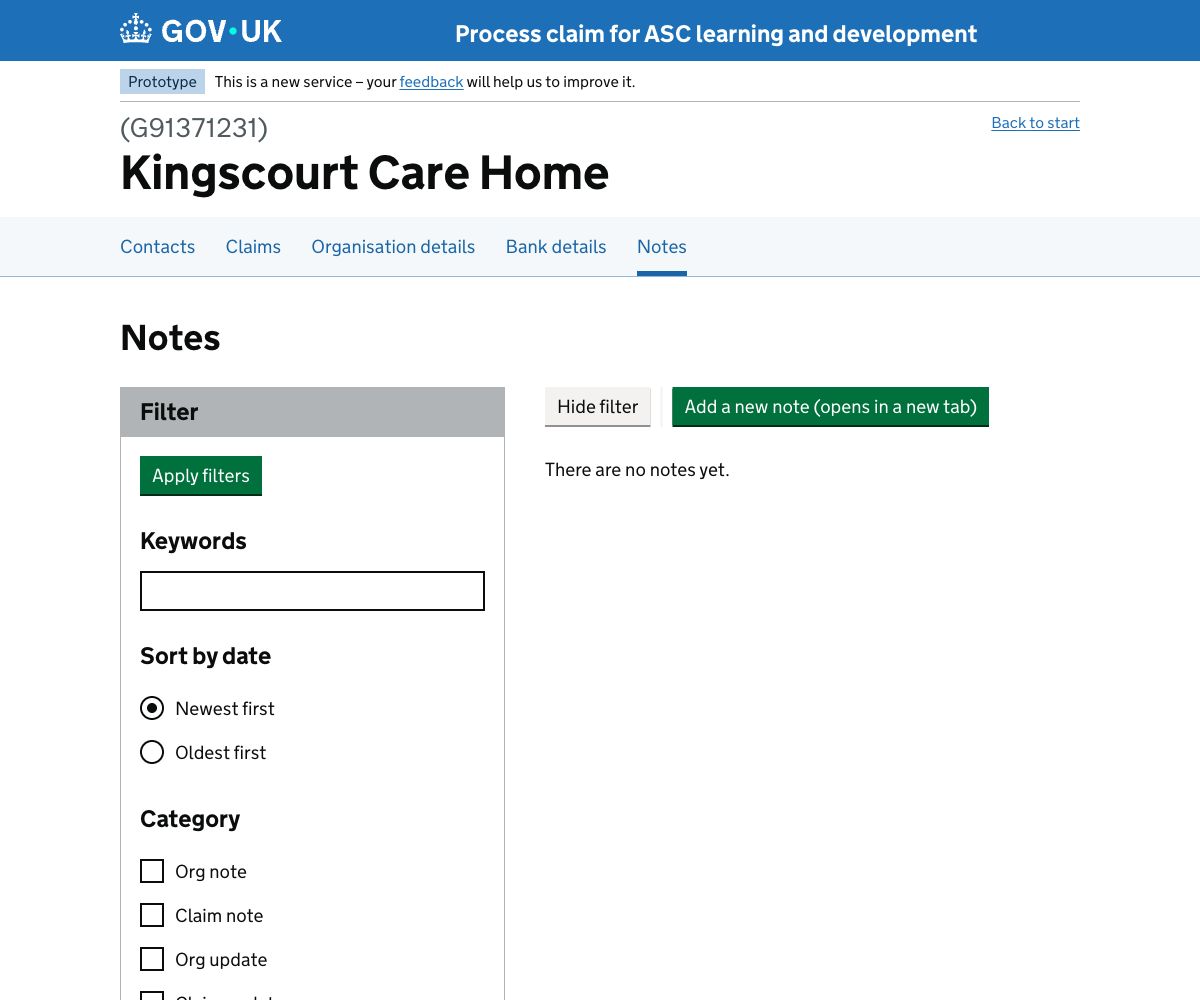 GOV·UK
Process claim for ASC learning and development
Prototype
This is a new service – your feedback will help us to improve it.
(G91371231)
Back to start
Kingscourt Care Home
Contacts
Claims
Organisation details
Bank details
Notes
Notes
Filter
Apply filters
Keywords
Sort by date
Newest first
Oldest first
Category
Org note
Claim note
Org update
Hide filter
Add a new note (opens in a new tab)
There are no notes yet.